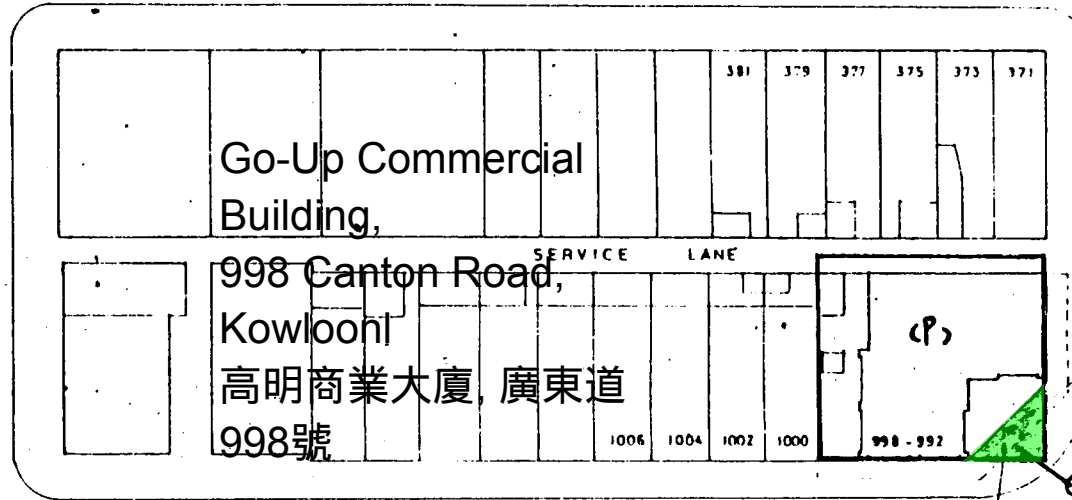 381 379 377 375 373 371
Go-Up Commercial
Building,
SERVICE LANE
998 Canton Road,
Kowloon
高明商業大廈, 廣東道
998號
(P)
1006 1004 1002 1000 998-992